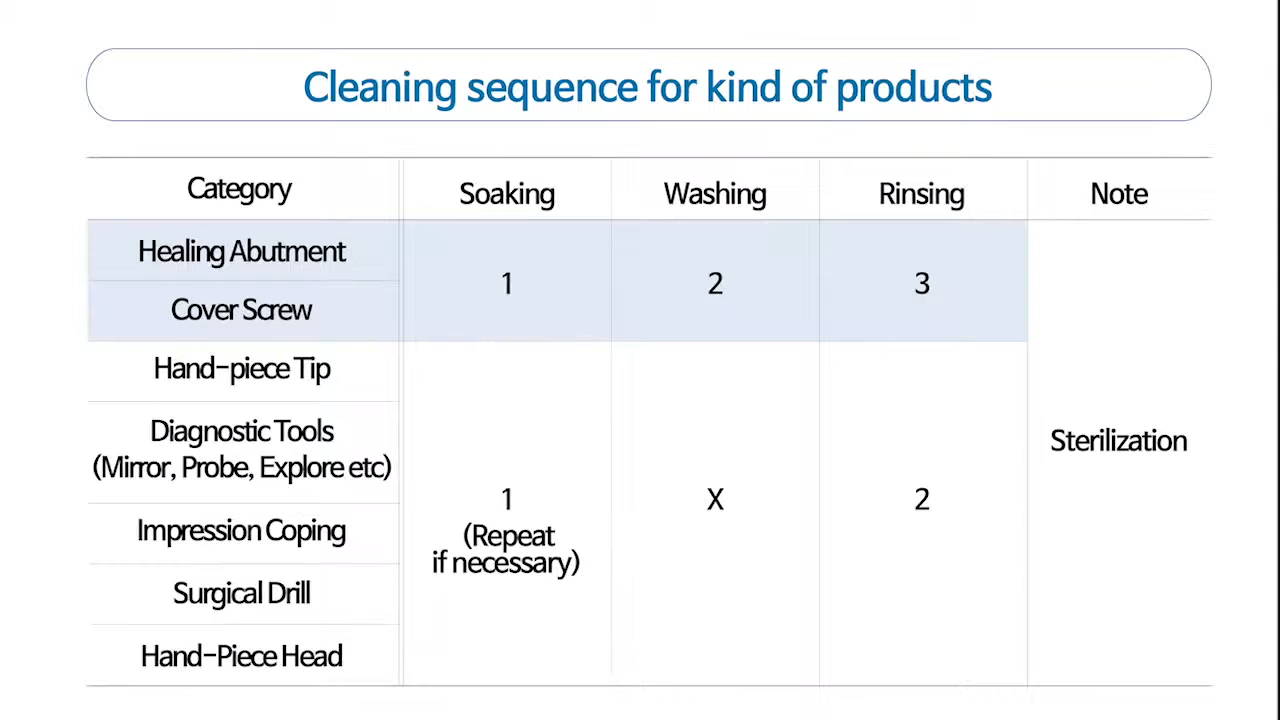 Cleaning sequence for kind of products
Category Soaking Washing Rinsing Note
Healing Abutment
1 2 3
Cover Screw
Hand-piece Tip
Diagnostic Tools
(Mirror, Probe, Explore etc)
Sterilization
1 X 2
Impression Coping
(Repeat
if necessary)
Surgical Drill
Hand-Piece Head